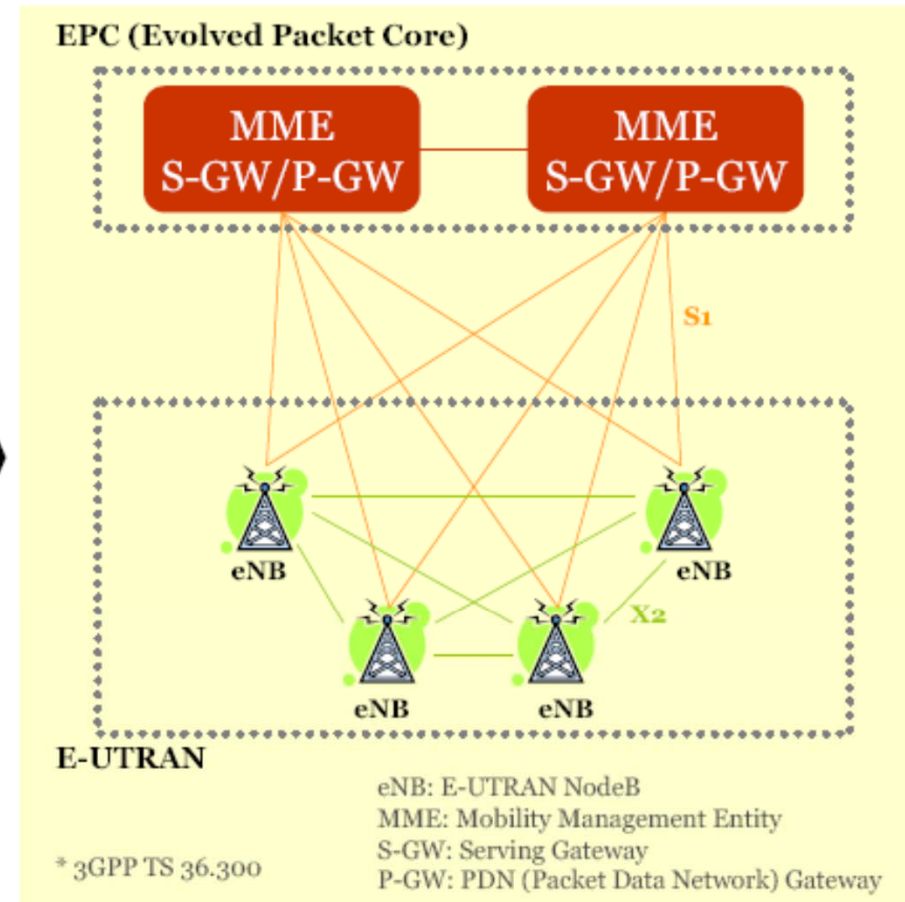 EPC (Evolved Packet Core)
MME
S-GW/P-GW
MME
S-GW/P-GW
S1
eNB
eNB
X2
eNB
eNB
E-UTRAN
eNB: E-UTRAN NodeB
MME: Mobility Management Entity
S-GW: Serving Gateway
P-GW: PDN (Packet Data Network) Gateway
* 3GPP TS 36.300